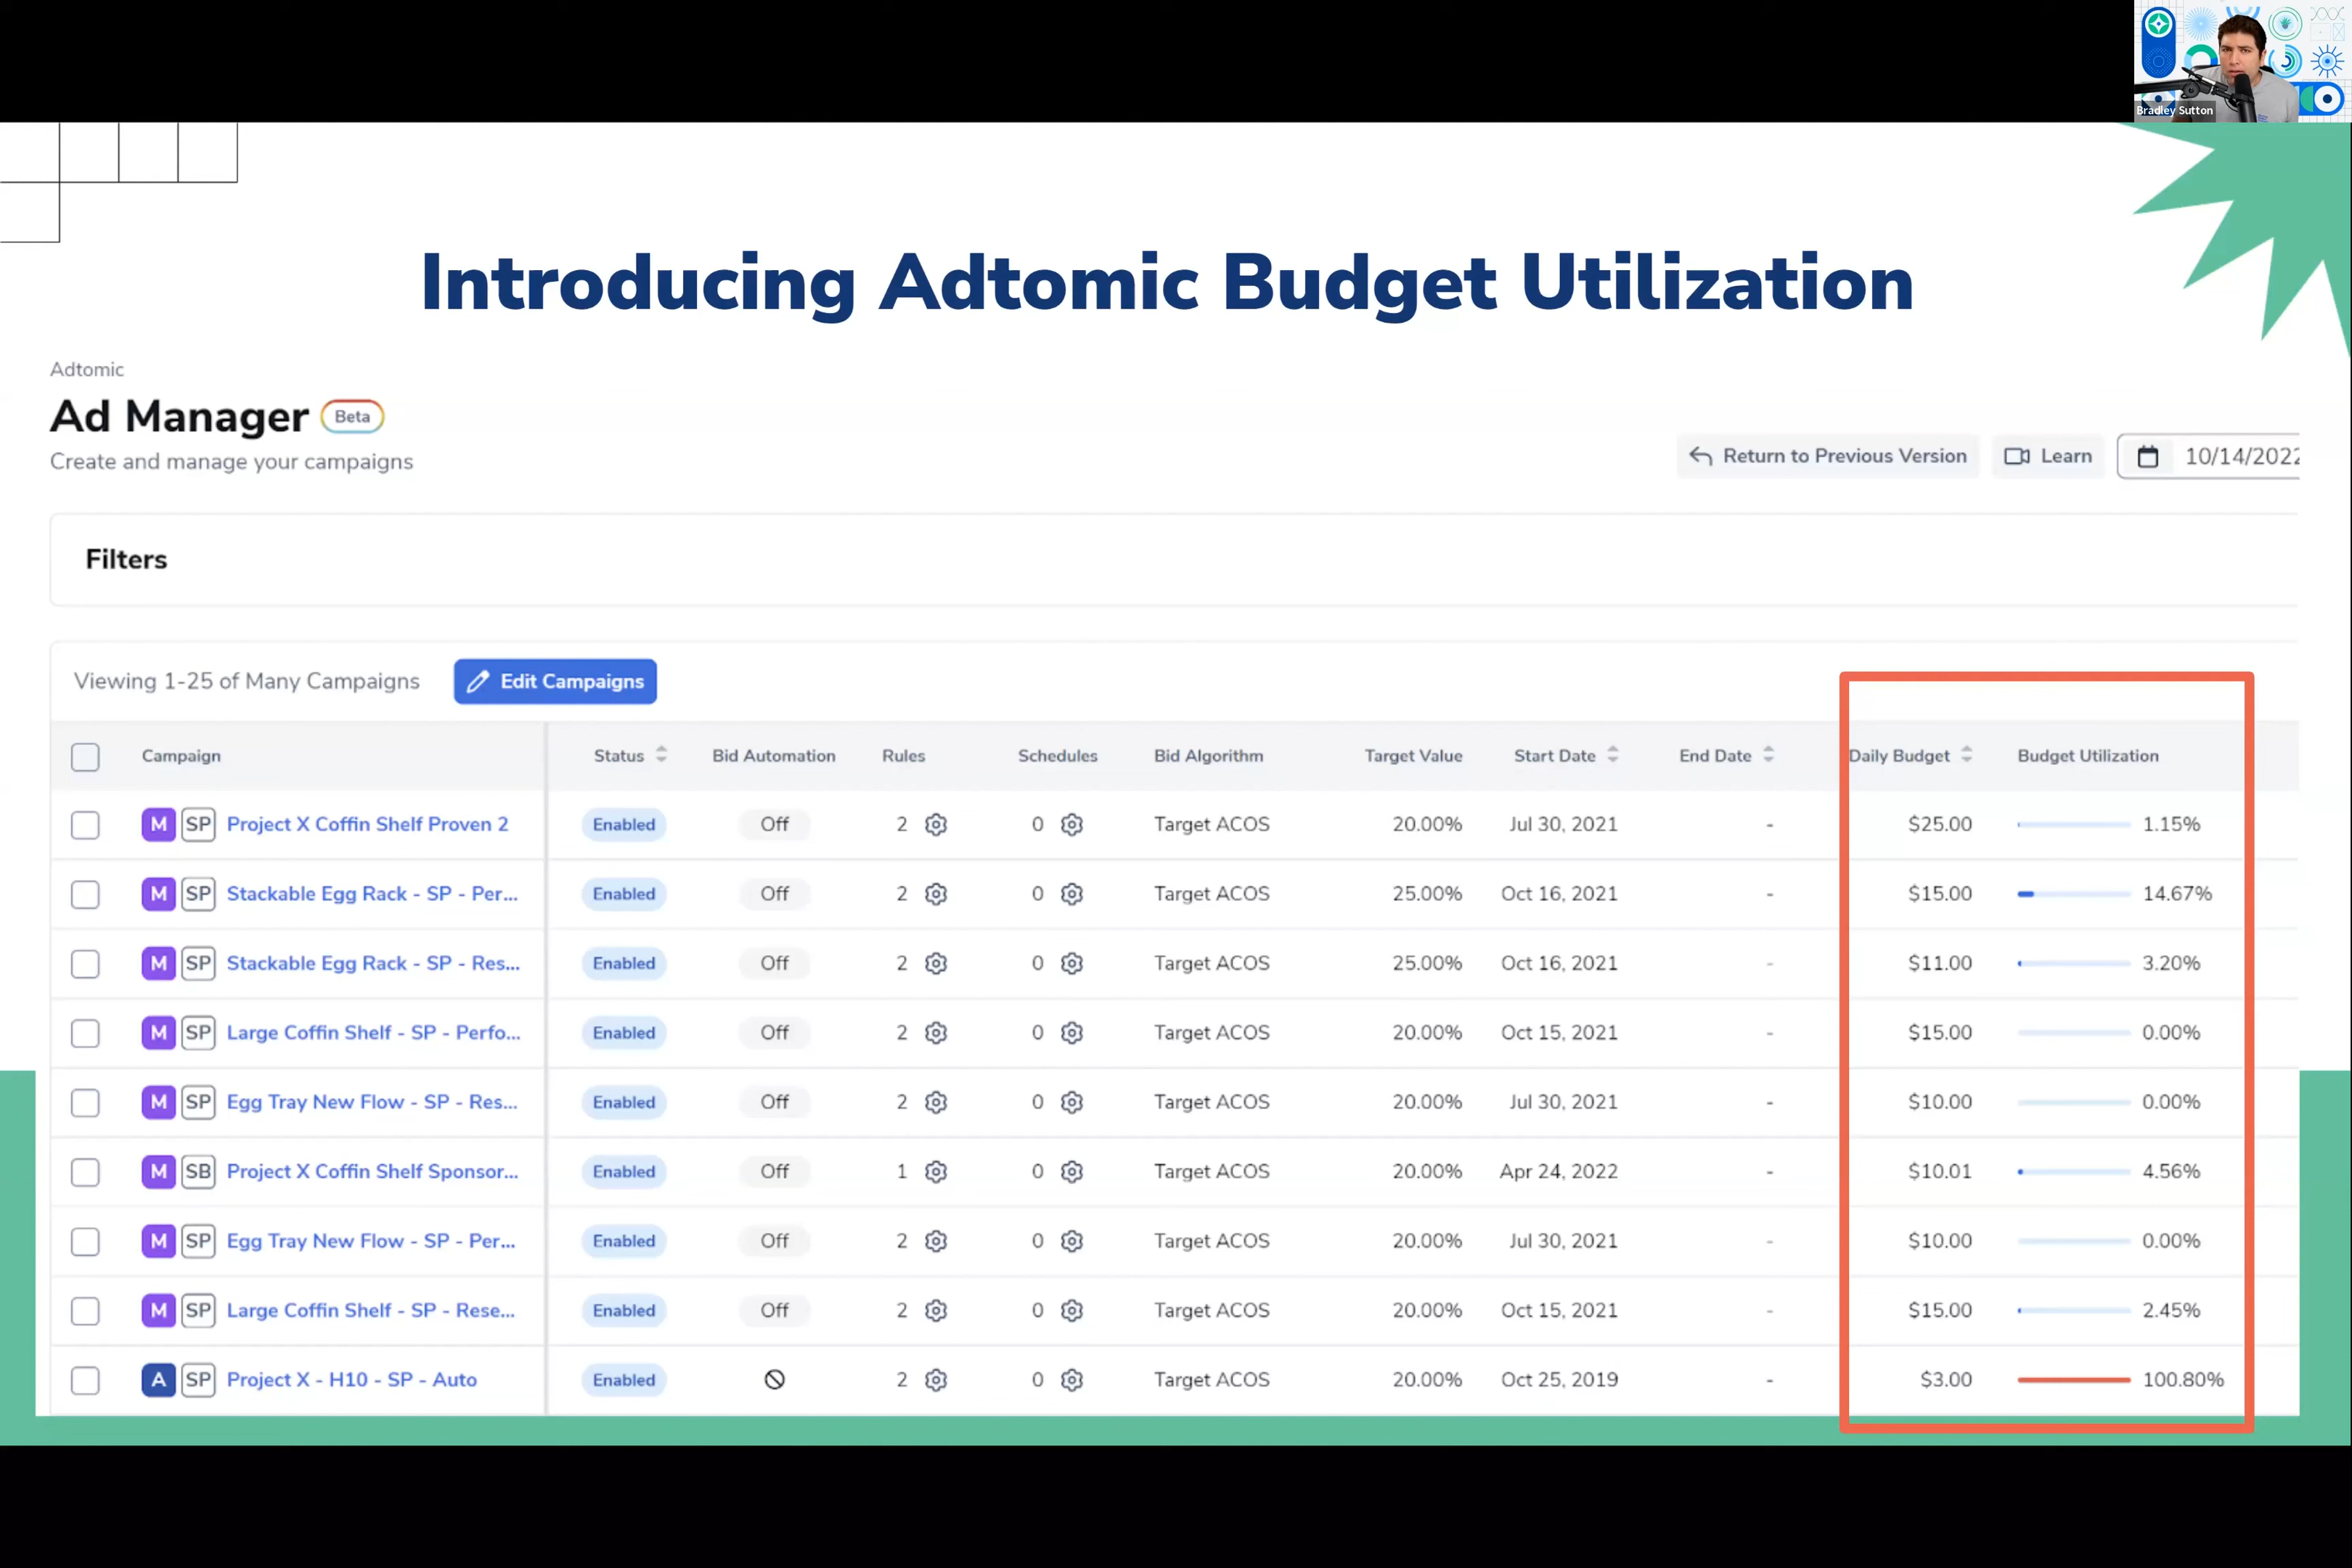 Bradley Sutton
Introducing Adtomic Budget Utilization
Adtomic
Ad Manager Beta
Create and manage your campaigns
Return to Previous Version Learn 10/14/2022
Filters
Viewing 1-25 of Many Campaigns Edit Campaigns
Campaign Status Bid Automation Rules Schedules Bid Algorithm Target Value Start Date End Date Daily Budget Budget Utilization
M SP Project X Coffin Shelf Proven 2 Enabled Off 2 0 Target ACOS 20.00% Jul 30, 2021 - $25.00 1.15%
M SP Stackable Egg Rack - SP - Per... Enabled Off 2 0 Target ACOS 25.00% Oct 16, 2021 - $15.00 14.67%
M SP Stackable Egg Rack - SP - Res... Enabled Off 2 0 Target ACOS 25.00% Oct 16, 2021 - $11.00 3.20%
M SP Large Coffin Shelf - SP - Perfo... Enabled Off 2 0 Target ACOS 20.00% Oct 15, 2021 - $15.00 0.00%
M SP Egg Tray New Flow - SP - Res... Enabled Off 2 0 Target ACOS 20.00% Jul 30, 2021 - $10.00 0.00%
M SB Project X Coffin Shelf Sponsor... Enabled Off 1 0 Target ACOS 20.00% Apr 24, 2022 - $10.01 4.56%
M SP Egg Tray New Flow - SP - Per... Enabled Off 2 0 Target ACOS 20.00% Jul 30, 2021 - $10.00 0.00%
M SP Large Coffin Shelf - SP - Rese... Enabled Off 2 0 Target ACOS 20.00% Oct 15, 2021 - $15.00 2.45%
A SP Project X - H10 - SP - Auto Enabled 2 0 Target ACOS 20.00% Oct 25, 2019 - $3.00 100.80%